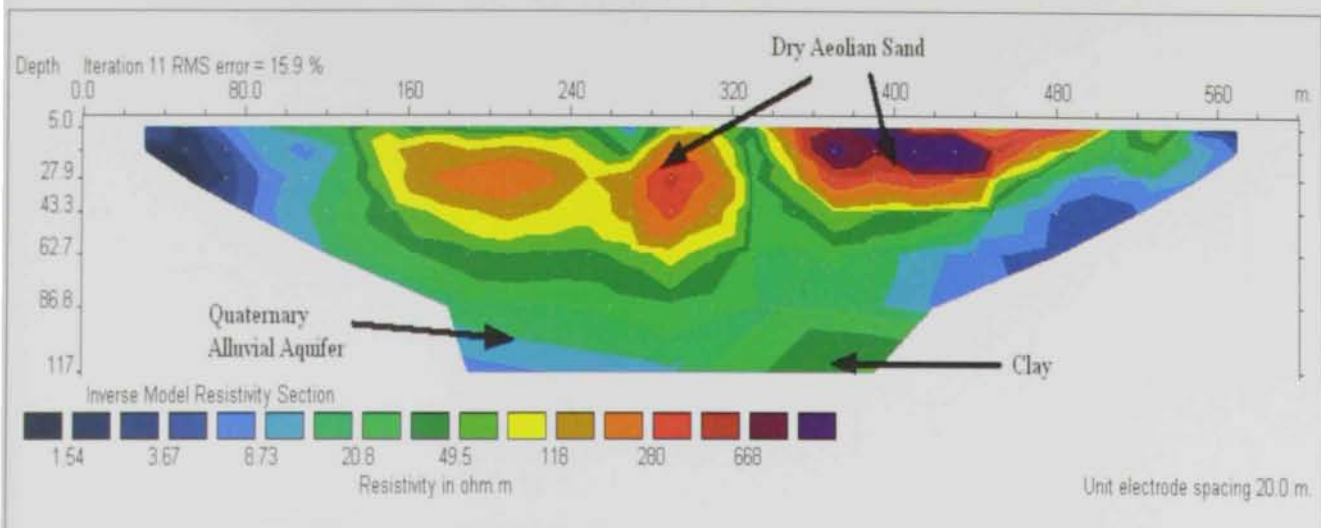 Dry Aeolian Sand
Depth Iteration 11 RMS error = 15.9 %
0.0 80.0 160 240 320 400 480 560 m.
5.0
27.9
43.3
62.7
86.8
117.
Quaternary
Alluvial Aquifer
Clay
Inverse Model Resistivity Section
1.54 3.67 8.73 20.8 49.5 118 280 668
Resistivity in ohm.m
Unit electrode spacing 20.0 m.